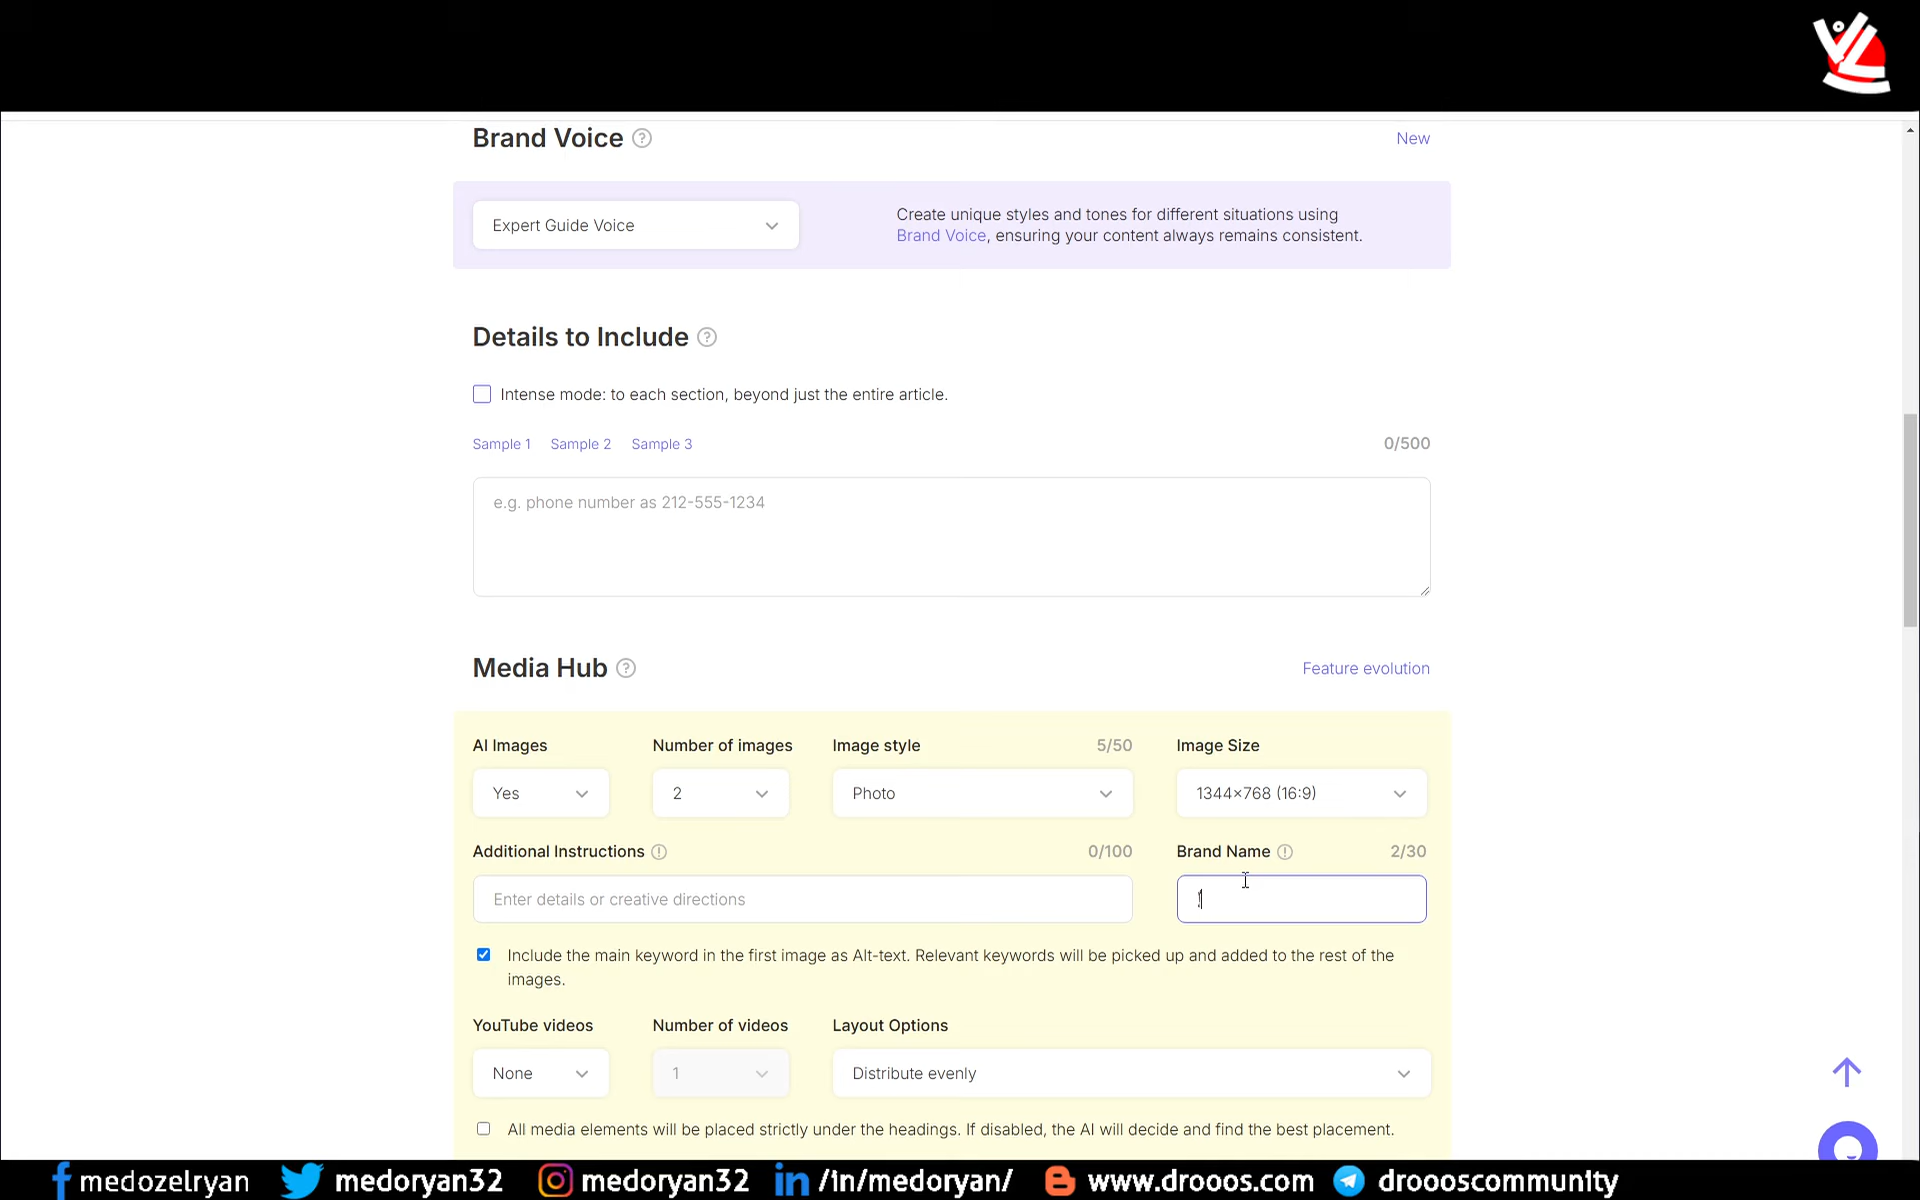 Brand Voice
New
Expert Guide Voice
Create unique styles and tones for different situations using
Brand Voice, ensuring your content always remains consistent.
Details to Include
Intense mode: to each section, beyond just the entire article.
Sample 1 Sample 2 Sample 3 0/500
e.g. phone number as 212-555-1234
Media Hub
Feature evolution
AI Images Number of images Image style 5/50 Image Size
Yes 2 Photo 1344×768 (16:9)
Additional Instructions 0/100 Brand Name 2/30
Enter details or creative directions
Include the main keyword in the first image as Alt-text. Relevant keywords will be picked up and added to the rest of the
images.
YouTube videos Number of videos Layout Options
None 1 Distribute evenly
All media elements will be placed strictly under the headings. If disabled, the AI will decide and find the best placement.
medozelryan medoryan32 medoryan32 /in/medoryan/ www.drooos.com droooscommunity